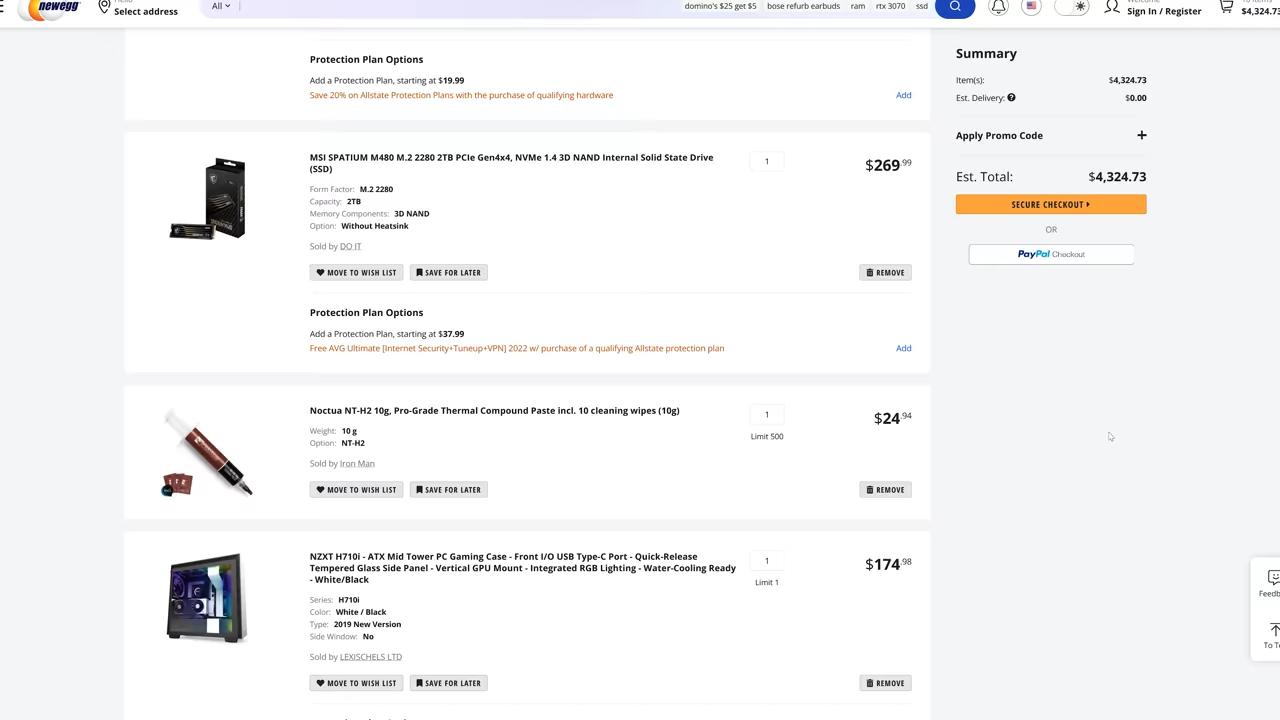 newegg
Hello
Select address
All
domino's $25 get $5
bose refurb earbuds
ram
rtx 3070
ssd
Welcome
Sign In / Register
$4,324.73
Protection Plan Options
Add a Protection Plan, starting at $19.99
Save 20% on Allstate Protection Plans with the purchase of qualifying hardware
Add
MSI SPATIUM M480 M.2 2280 2TB PCIe Gen4x4, NVMe 1.4 3D NAND Internal Solid State Drive
(SSD)
1
$269.99
Form Factor: M.2 2280
Capacity: 2TB
Memory Components: 3D NAND
Option: Without Heatsink
Sold by DO IT
MOVE TO WISH LIST
SAVE FOR LATER
REMOVE
Protection Plan Options
Add a Protection Plan, starting at $37.99
Free AVG Ultimate [Internet Security+Tuneup+VPN] 2022 w/ purchase of a qualifying Allstate protection plan
Add
Noctua NT-H2 10g, Pro-Grade Thermal Compound Paste incl. 10 cleaning wipes (10g)
1
Limit 500
$24.94
Weight: 10 g
Option: NT-H2
Sold by Iron Man
MOVE TO WISH LIST
SAVE FOR LATER
REMOVE
NZXT H710i - ATX Mid Tower PC Gaming Case - Front I/O USB Type-C Port - Quick-Release
Tempered Glass Side Panel - Vertical GPU Mount - Integrated RGB Lighting - Water-Cooling Ready
- White/Black
1
Limit 1
$174.98
Series: H710i
Color: White / Black
Type: 2019 New Version
Side Window: No
Sold by LEXISCHELS LTD
MOVE TO WISH LIST
SAVE FOR LATER
REMOVE
Summary
Item(s): $4,324.73
Est. Delivery: $0.00
Apply Promo Code
Est. Total: $4,324.73
SECURE CHECKOUT
OR
PayPal Checkout